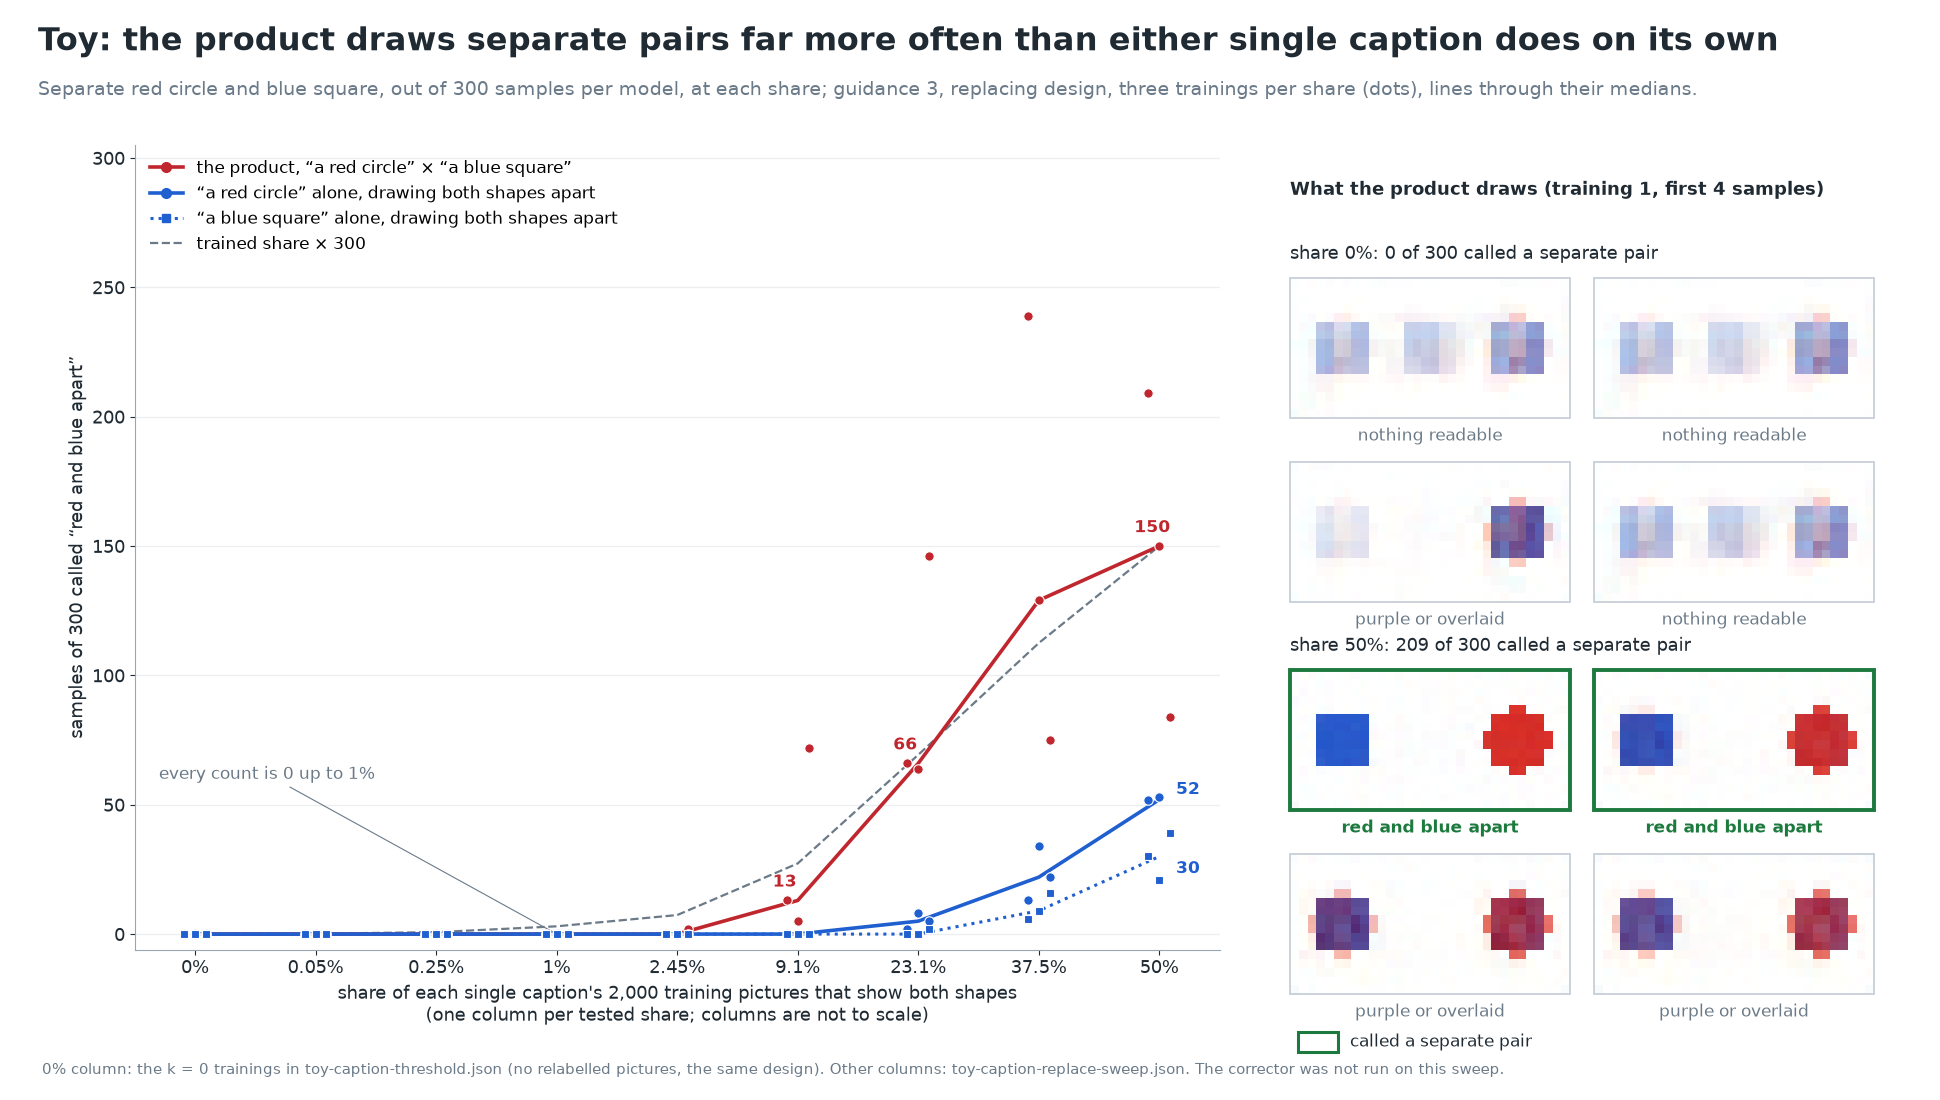 Toy: the product draws separate pairs far more often than either single caption does on its own
Separate red circle and blue square, out of 300 samples per model, at each share; guidance 3, replacing design, three trainings per share (dots), lines through their medians.
the product, “a red circle” × “a blue square”
“a red circle” alone, drawing both shapes apart
“a blue square” alone, drawing both shapes apart
trained share × 300
300
250
200
150
100
50
0
samples of 300 called “red and blue apart”
every count is 0 up to 1%
13
66
150
52
30
0%
0.05%
0.25%
1%
2.45%
9.1%
23.1%
37.5%
50%
share of each single caption's 2,000 training pictures that show both shapes
(one column per tested share; columns are not to scale)
What the product draws (training 1, first 4 samples)
share 0%: 0 of 300 called a separate pair
nothing readable
nothing readable
purple or overlaid
nothing readable
share 50%: 209 of 300 called a separate pair
red and blue apart
red and blue apart
purple or overlaid
purple or overlaid
called a separate pair
0% column: the k = 0 trainings in toy-caption-threshold.json (no relabelled pictures, the same design). Other columns: toy-caption-replace-sweep.json. The corrector was not run on this sweep.